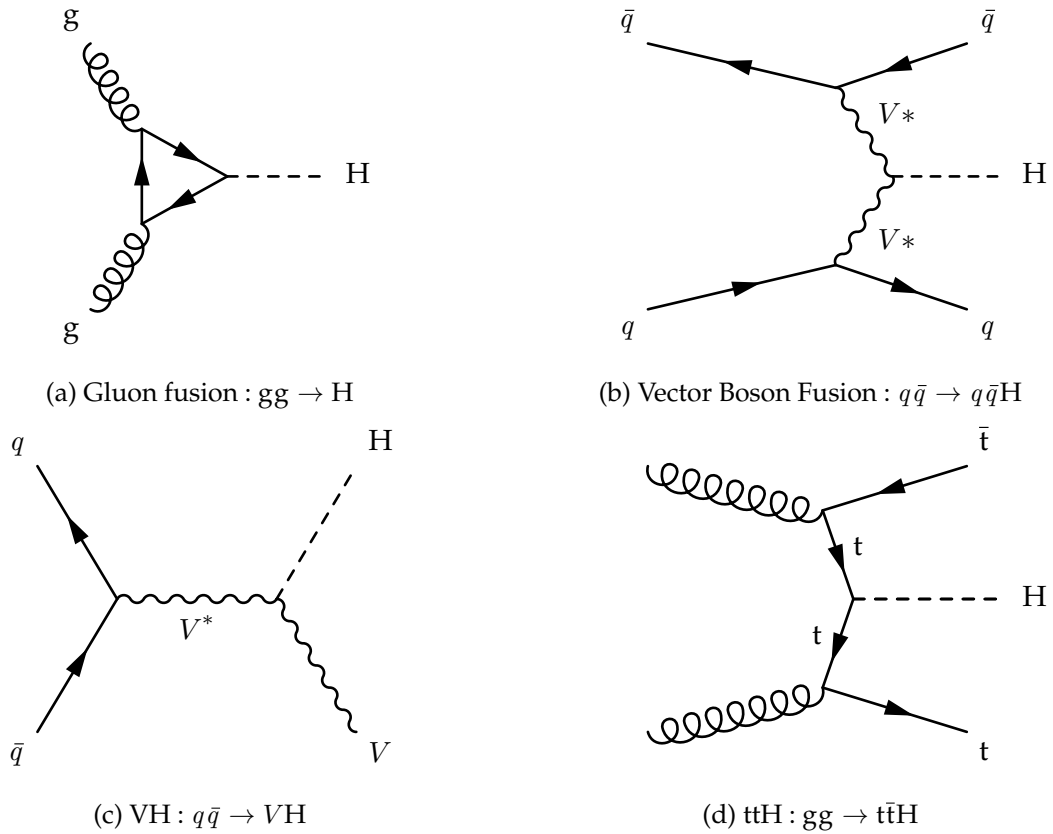 g
g
H
(a) Gluon fusion : gg → H
q̄
q̄
V*
H
V*
q
q
(b) Vector Boson Fusion : qq̄ → qq̄H
q
H
V*
q̄
V
(c) VH : qq̄ → VH
t̄
t
H
t
t
(d) ttH : gg → tt̄H